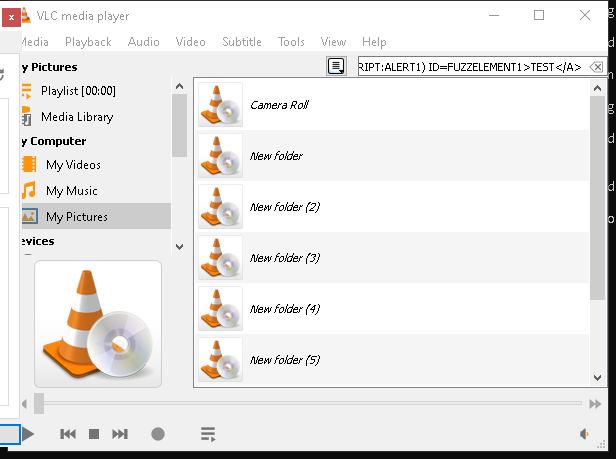 VLC media player
Media Playback Audio Video Subtitle Tools View Help
y Pictures
RIPT:ALERT1) ID=FUZZELEMENT1>TEST</A>
Playlist [00:00]
Media Library
y Computer
My Videos
My Music
My Pictures
evices
Camera Roll
New folder
New folder (2)
New folder (3)
New folder (4)
New folder (5)